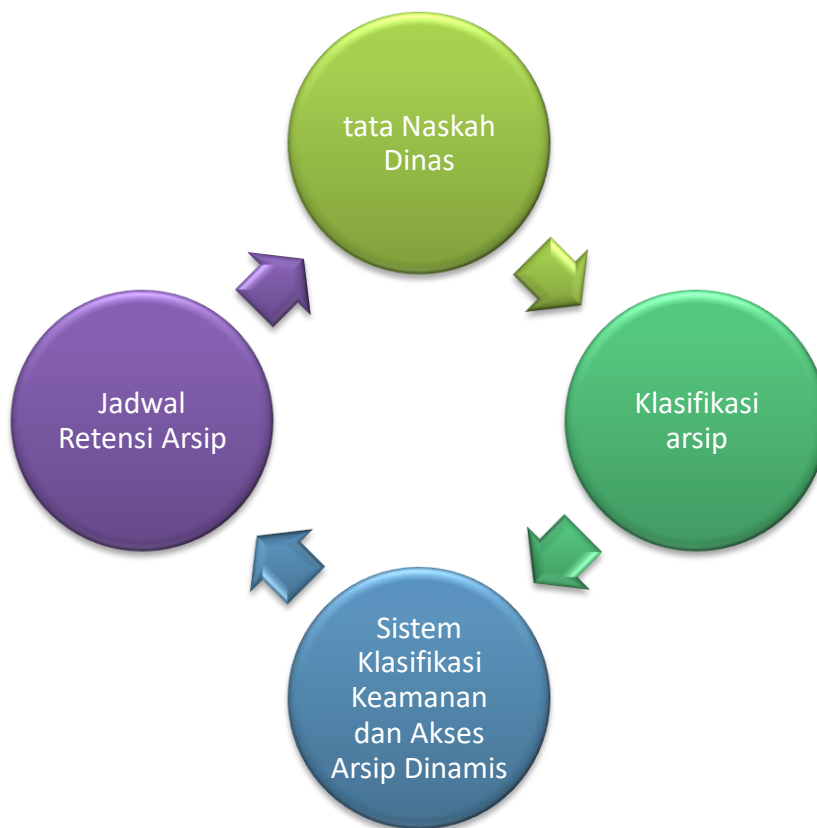 tata Naskah
Dinas
Klasifikasi
arsip
Sistem
Klasifikasi
Keamanan
dan Akses
Arsip Dinamis
Jadwal
Retensi Arsip